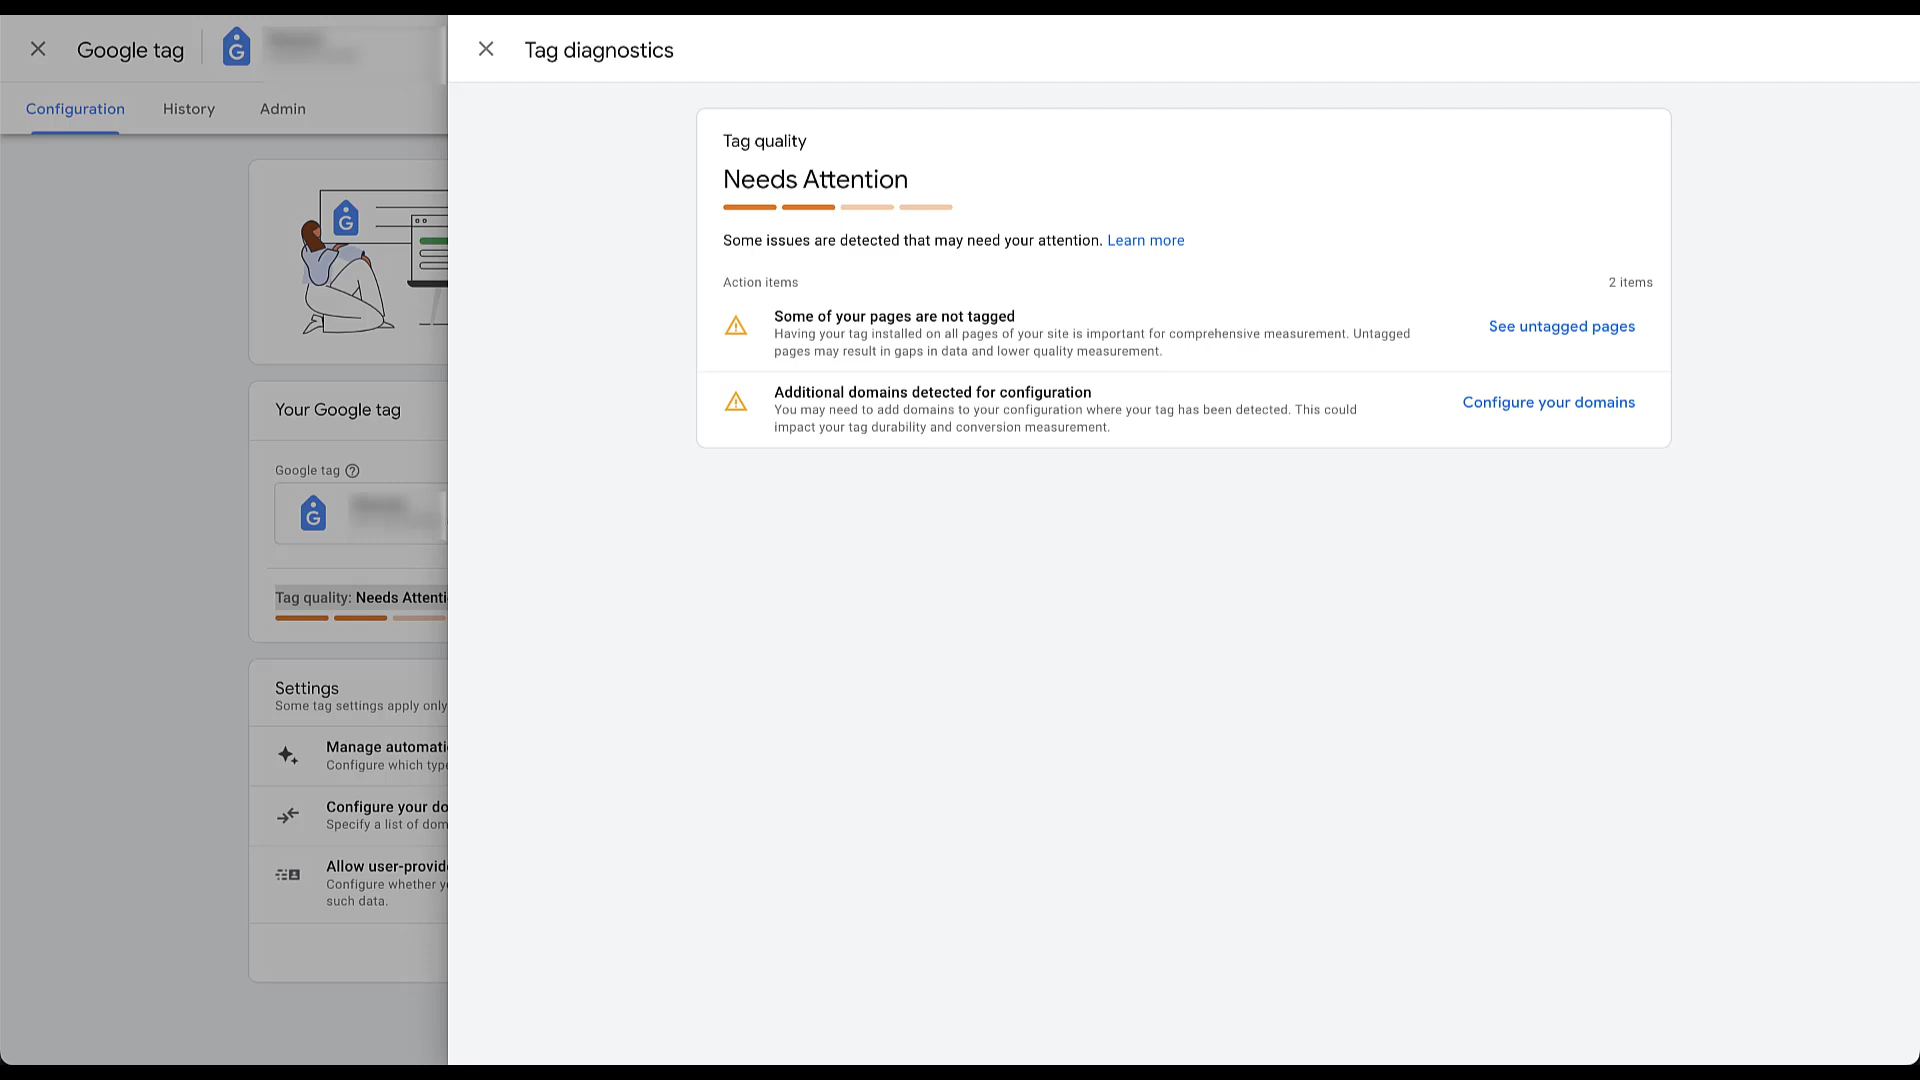 Google tag
Tag diagnostics
Configuration
History
Admin
Tag quality
Needs Attention
Some issues are detected that may need your attention. Learn more
Action items
2 items
Some of your pages are not tagged
Having your tag installed on all pages of your site is important for comprehensive measurement. Untagged
pages may result in gaps in data and lower quality measurement.
See untagged pages
Additional domains detected for configuration
You may need to add domains to your configuration where your tag has been detected. This could
impact your tag durability and conversion measurement.
Configure your domains
Your Google tag
Google tag
Tag quality: Needs Attenti
Settings
Some tag settings apply only
Manage automati
Configure which type
Configure your do
Specify a list of dom
Allow user-provid
Configure whether y
such data.